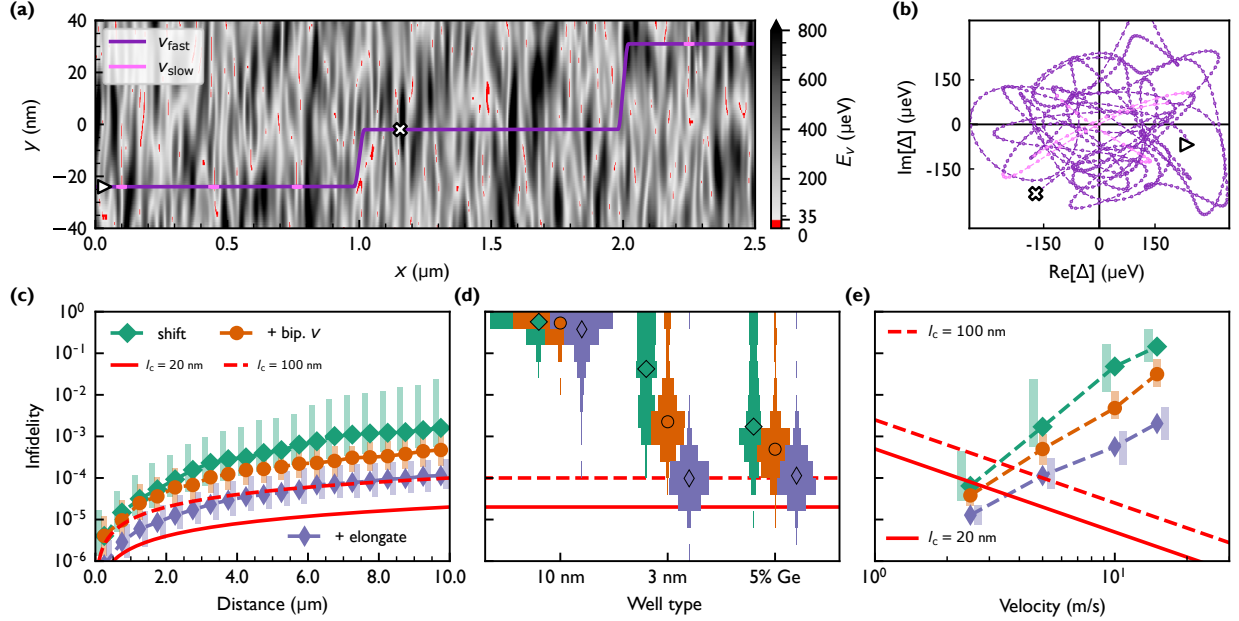 (a)
v_fast
v_slow
40
20
0
−20
−40
y (nm)
0.0
0.5
1.0
1.5
2.0
2.5
x (μm)
800
600
400
200
35
0
E_v (μeV)
(b)
150
0
-150
Im[Δ] (μeV)
-150
0
150
Re[Δ] (μeV)
(c)
shift
+ bip. v
l_c = 20 nm
l_c = 100 nm
+ elongate
10^0
10^−1
10^−2
10^−3
10^−4
10^−5
10^−6
Infidelity
0.0
2.0
4.0
6.0
8.0
10.0
Distance (μm)
(d)
10 nm
3 nm
5% Ge
Well type
(e)
l_c = 100 nm
l_c = 20 nm
10^0
10^1
Velocity (m/s)